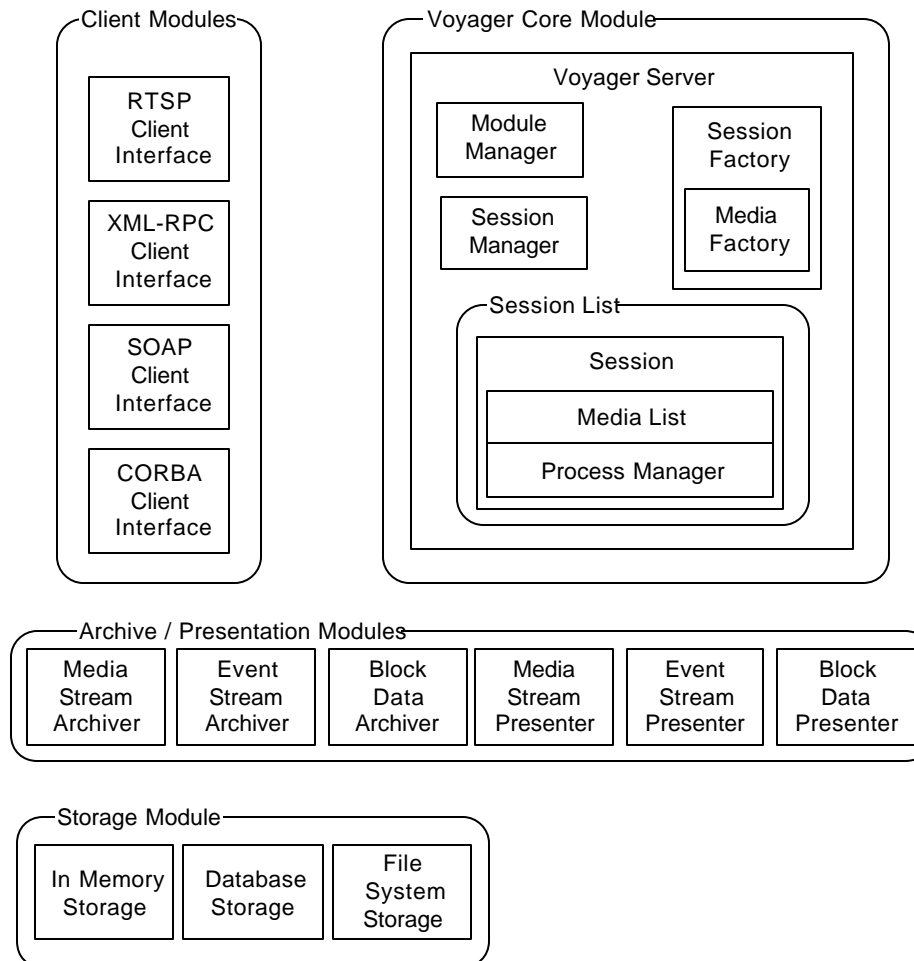 Client Modules
RTSP
Client
Interface
XML-RPC
Client
Interface
SOAP
Client
Interface
CORBA
Client
Interface
Voyager Core Module
Voyager Server
Module
Manager
Session
Manager
Session
Factory
Media
Factory
Session List
Session
Media List
Process Manager
Archive / Presentation Modules
Media
Stream
Archiver
Event
Stream
Archiver
Block
Data
Archiver
Media
Stream
Presenter
Event
Stream
Presenter
Block
Data
Presenter
Storage Module
In Memory
Storage
Database
Storage
File
System
Storage